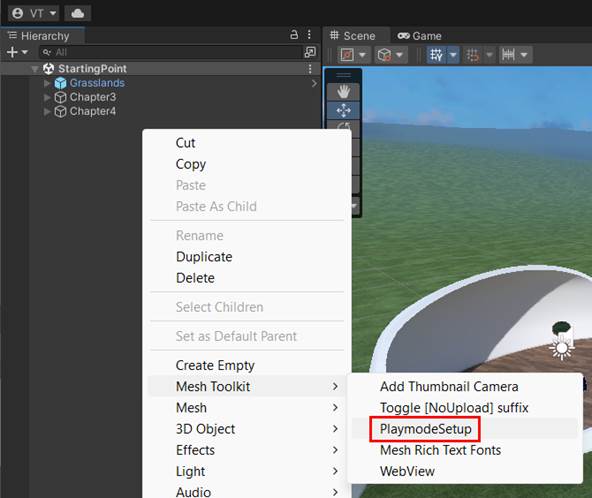 VT
Hierarchy
Scene
Game
All
StartingPoint
Grasslands
Chapter3
Chapter4
Cut
Copy
Paste
Paste As Child
Rename
Duplicate
Delete
Select Children
Set as Default Parent
Create Empty
Mesh Toolkit
Mesh
3D Object
Effects
Light
Audio
Add Thumbnail Camera
Toggle [NoUpload] suffix
PlaymodeSetup
Mesh Rich Text Fonts
WebView